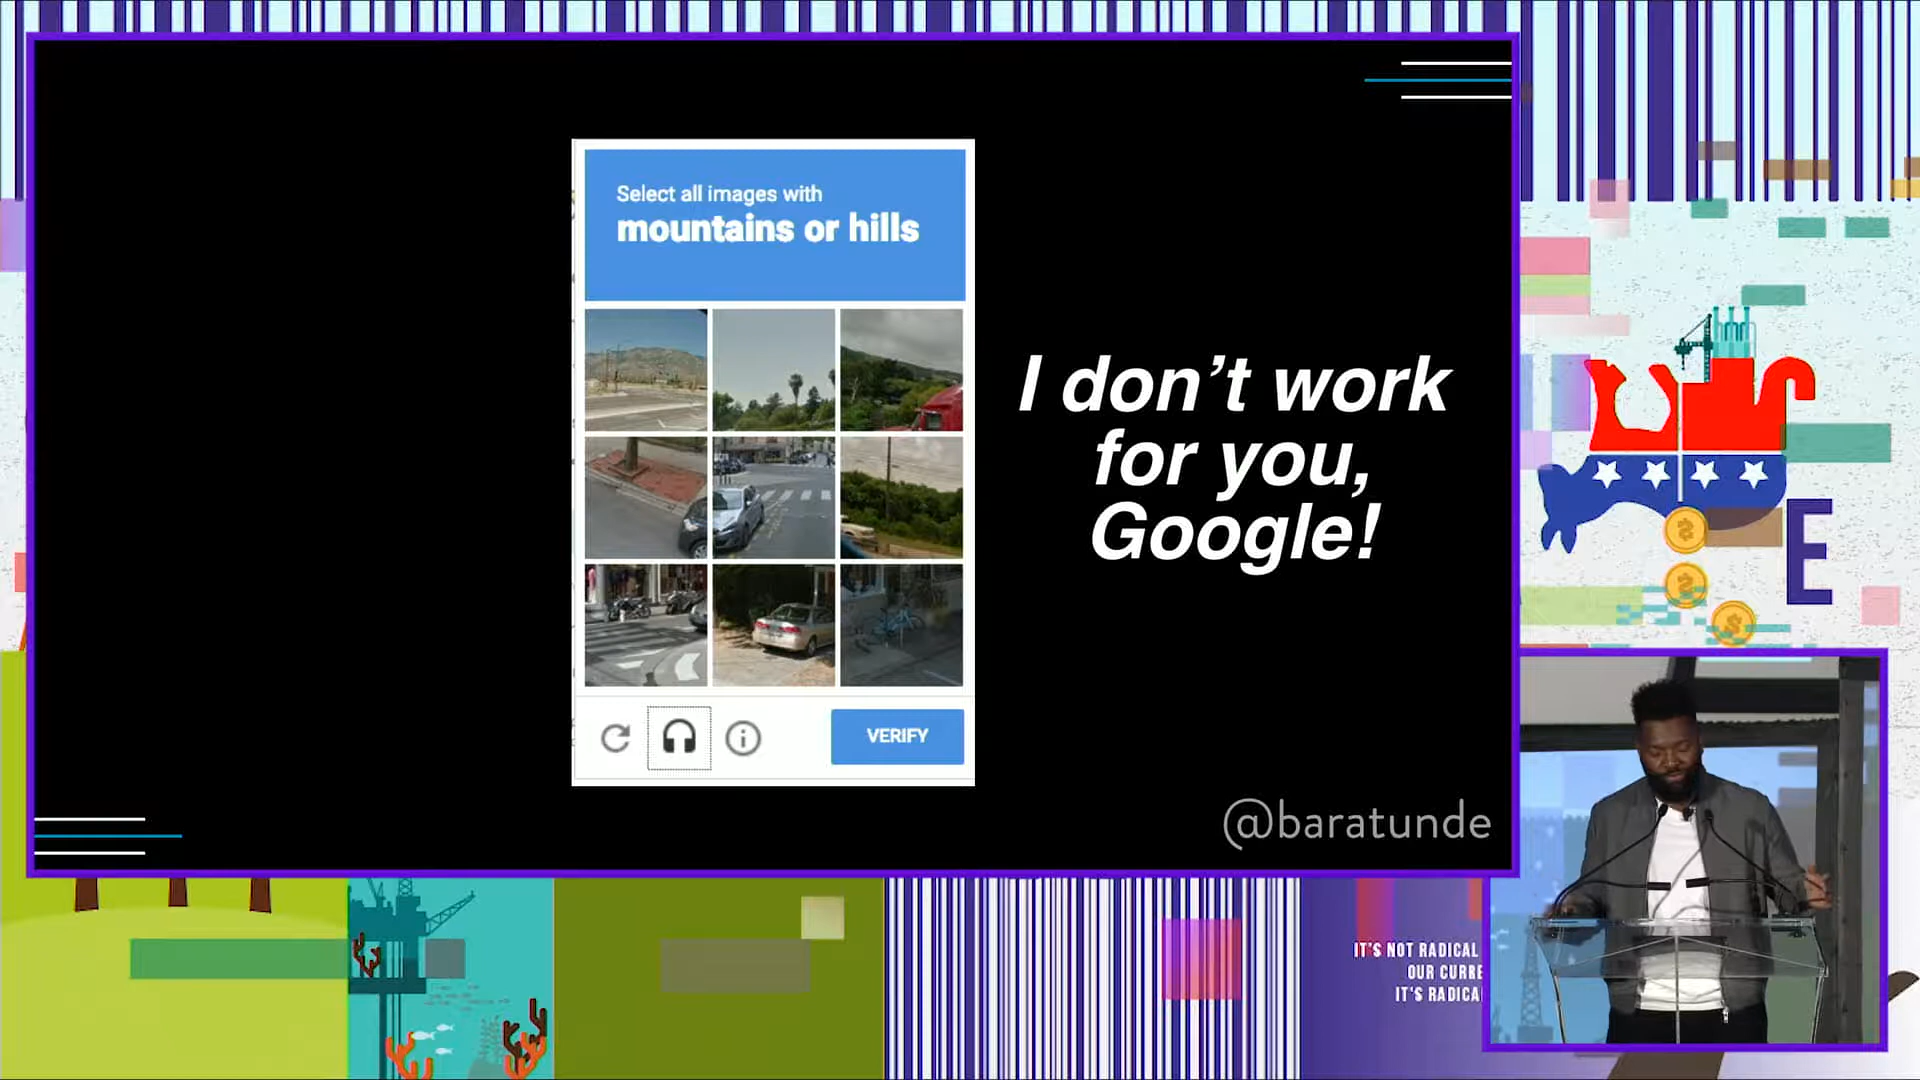 Select all images with
mountains or hills
I don’t work
for you,
Google!
VERIFY
@baratunde
E
IT'S NOT RADICAL
OUR CURRE
IT'S RADICA